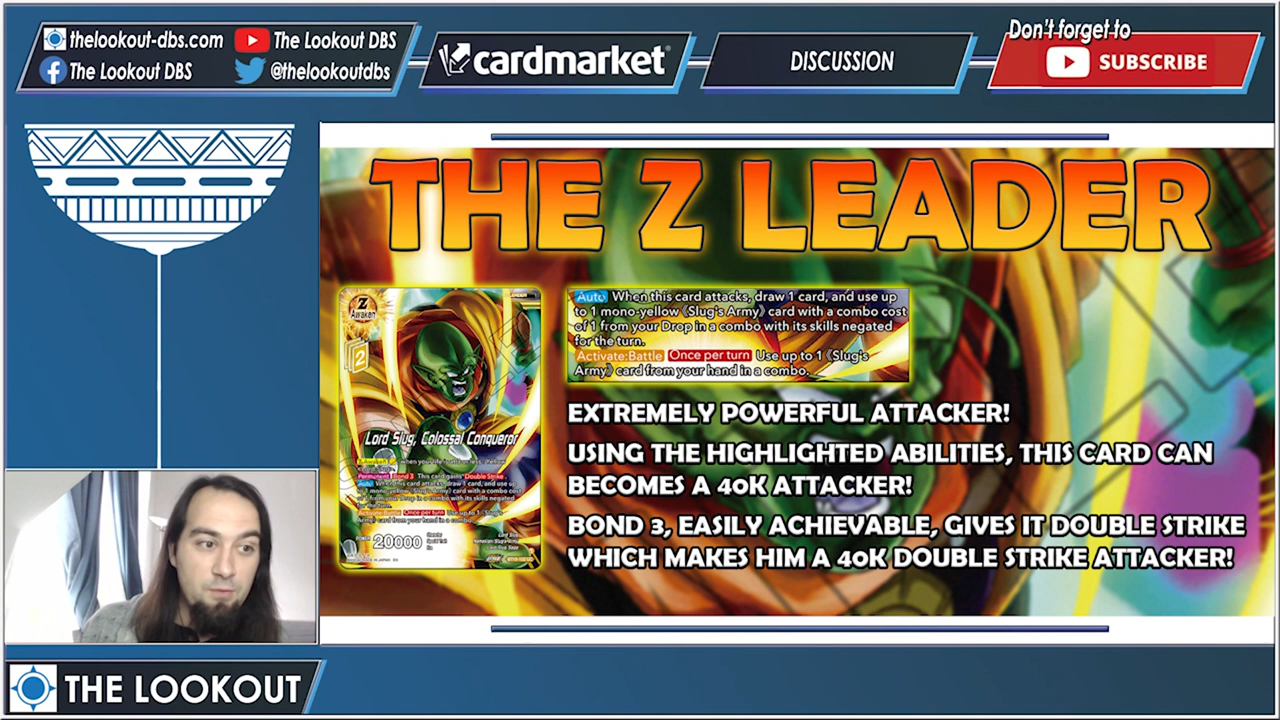 thelookout-dbs.com
The Lookout DBS
The Lookout DBS
@thelookoutdbs
cardmarket
DISCUSSION
Don't forget to
SUBSCRIBE
THE Z LEADER
Z
Awaken
2
Lord Slug, Colossal Conqueror
20000
Auto When this card attacks, draw 1 card, and use up
to 1 mono-yellow《Slug's Army》card with a combo cost
of 1 from your Drop in a combo with its skills negated
for the turn.
Activate:Battle Once per turn Use up to 1《Slug's
Army》card from your hand in a combo.
EXTREMELY POWERFUL ATTACKER!
USING THE HIGHLIGHTED ABILITIES, THIS CARD CAN
BECOMES A 40K ATTACKER!
BOND 3, EASILY ACHIEVABLE, GIVES IT DOUBLE STRIKE
WHICH MAKES HIM A 40K DOUBLE STRIKE ATTACKER!
THE LOOKOUT